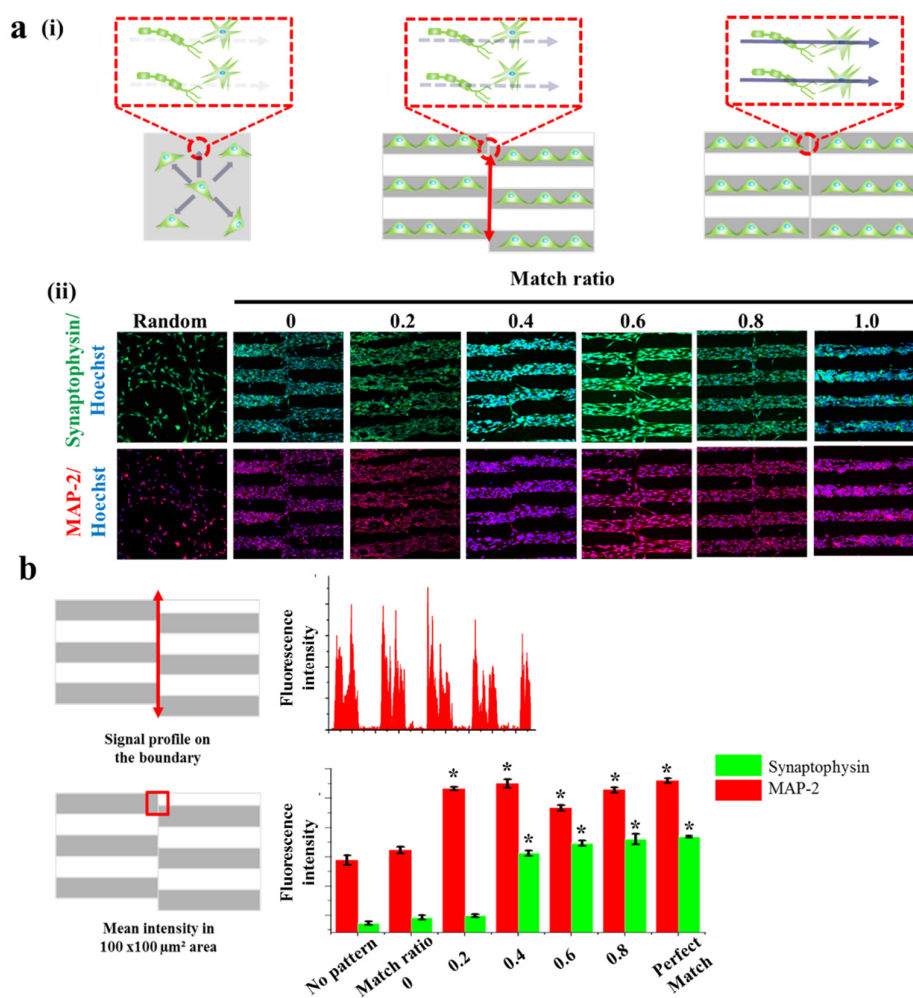 a (i)
(ii)
Match ratio
Random 0 0.2 0.4 0.6 0.8 1.0
Synaptophysin/
Hoechst
MAP-2/
Hoechst
b
Fluorescence
intensity
Signal profile on
the boundary
Synaptophysin
MAP-2
Fluorescence
intensity
* * * * *
* * * *
Mean intensity in
100 x100 μm² area
No pattern
Match ratio
0
0.2
0.4
0.6
0.8
Perfect
Match